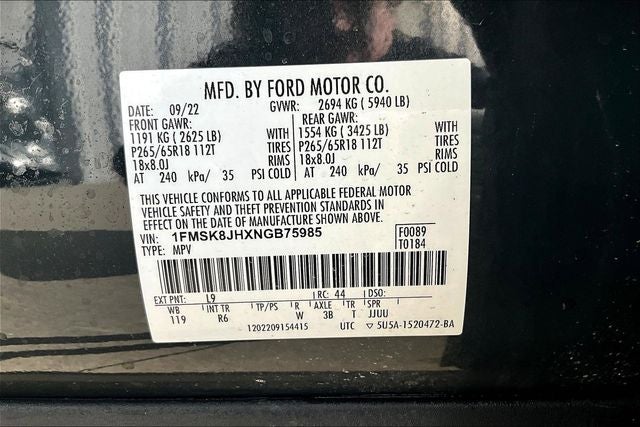 MFD. BY FORD MOTOR CO.
DATE: 09/22 GVWR: 2694 KG ( 5940 LB)
FRONT GAWR: REAR GAWR:
1191 KG ( 2625 LB) WITH 1554 KG ( 3425 LB) WITH
P265/65R18 112T TIRES P265/65R18 112T TIRES
18x8.0J RIMS 18x8.0J RIMS
AT 240 kPa/ 35 PSI COLD AT 240 kPa/ 35 PSI COLD
THIS VEHICLE CONFORMS TO ALL APPLICABLE FEDERAL MOTOR
VEHICLE SAFETY AND THEFT PREVENTION STANDARDS IN
EFFECT ON THE DATE OF MANUFACTURE SHOWN ABOVE.
VIN: 1FMSK8JHXNGB75985 F0089
TYPE: MPV T0184
EXT PNT: L9 RC: 44 DSO:
WB INT TR TP/PS R AXLE TR SPR
119 R6 W 3B T JJUU
1202209154415 UTC ▽ 5U5A-1520472-BA